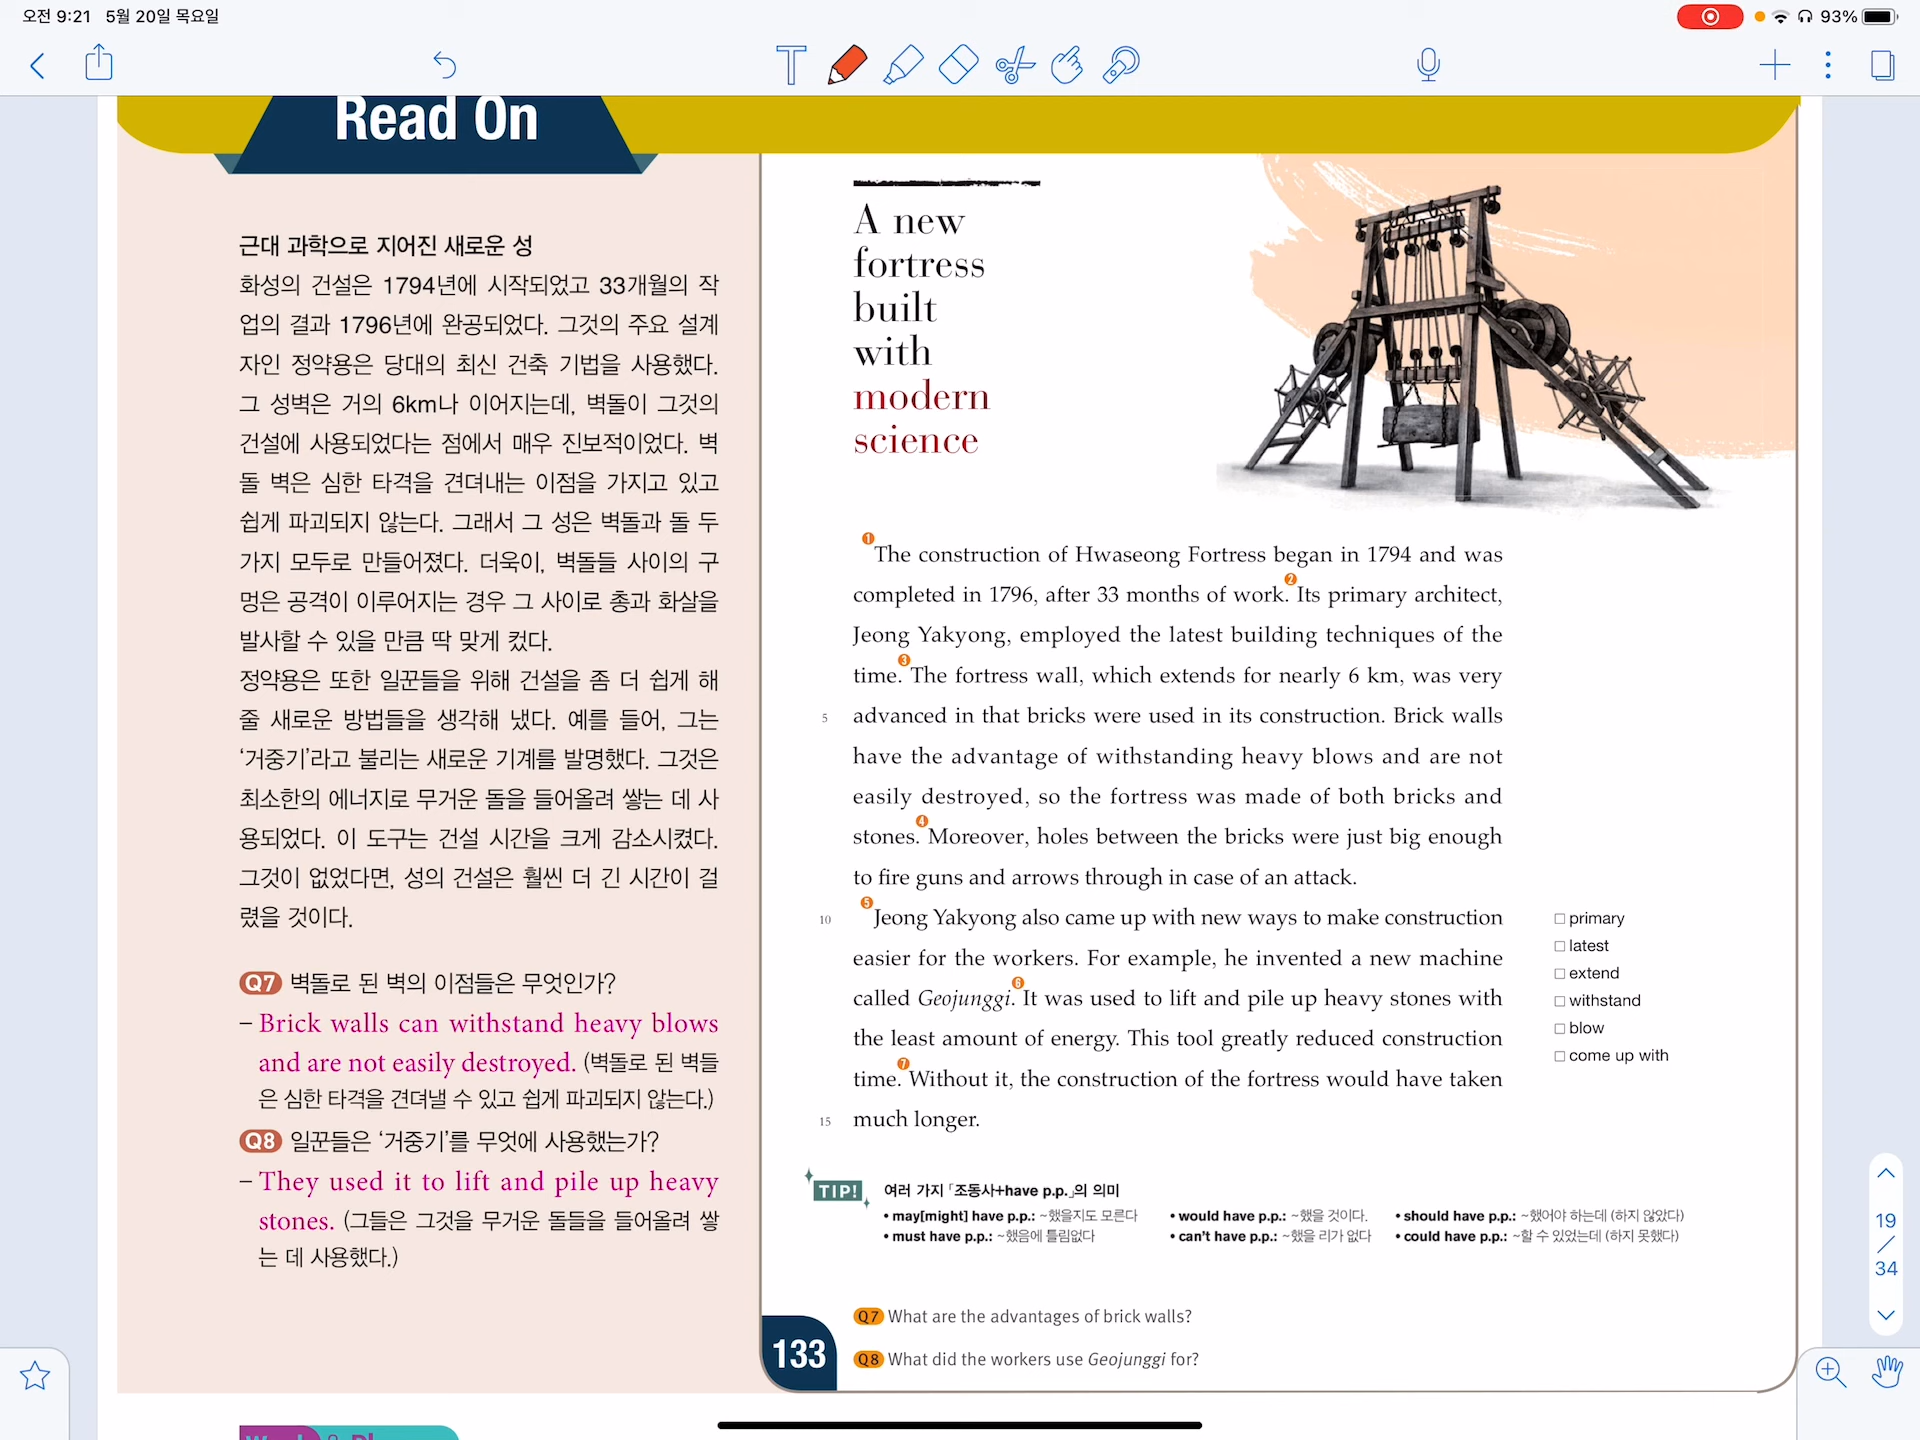 오전 9:21 5월 20일 목요일
93%
Read On
근대 과학으로 지어진 새로운 성
화성의 건설은 1794년에 시작되었고 33개월의 작
업의 결과 1796년에 완공되었다. 그것의 주요 설계
자인 정약용은 당대의 최신 건축 기법을 사용했다.
그 성벽은 거의 6km나 이어지는데, 벽돌이 그것의
건설에 사용되었다는 점에서 매우 진보적이었다. 벽
돌 벽은 심한 타격을 견뎌내는 이점을 가지고 있고
쉽게 파괴되지 않는다. 그래서 그 성은 벽돌과 돌 두
가지 모두로 만들어졌다. 더욱이, 벽돌들 사이의 구
멍은 공격이 이루어지는 경우 그 사이로 총과 화살을
발사할 수 있을 만큼 딱 맞게 컸다.
정약용은 또한 일꾼들을 위해 건설을 좀 더 쉽게 해
줄 새로운 방법들을 생각해 냈다. 예를 들어, 그는
‘거중기’라고 불리는 새로운 기계를 발명했다. 그것은
최소한의 에너지로 무거운 돌을 들어올려 쌓는 데 사
용되었다. 이 도구는 건설 시간을 크게 감소시켰다.
그것이 없었다면, 성의 건설은 훨씬 더 긴 시간이 걸
렸을 것이다.
Q7 벽돌로 된 벽의 이점들은 무엇인가?
– Brick walls can withstand heavy blows
and are not easily destroyed. (벽돌로 된 벽들
은 심한 타격을 견뎌낼 수 있고 쉽게 파괴되지 않는다.)
Q8 일꾼들은 ‘거중기’를 무엇에 사용했는가?
– They used it to lift and pile up heavy
stones. (그들은 그것을 무거운 돌들을 들어올려 쌓
는 데 사용했다.)
A new
fortress
built
with
modern
science
❶The construction of Hwaseong Fortress began in 1794 and was
completed in 1796, after 33 months of work. ❷Its primary architect,
Jeong Yakyong, employed the latest building techniques of the
time. ❸The fortress wall, which extends for nearly 6 km, was very
5 advanced in that bricks were used in its construction. Brick walls
have the advantage of withstanding heavy blows and are not
easily destroyed, so the fortress was made of both bricks and
stones. ❹Moreover, holes between the bricks were just big enough
to fire guns and arrows through in case of an attack.
10 ❺Jeong Yakyong also came up with new ways to make construction
easier for the workers. For example, he invented a new machine
called Geojunggi. ❻It was used to lift and pile up heavy stones with
the least amount of energy. This tool greatly reduced construction
time. ❼Without it, the construction of the fortress would have taken
15 much longer.
□ primary
□ latest
□ extend
□ withstand
□ blow
□ come up with
TIP! 여러 가지 「조동사+have p.p.」의 의미
• may[might] have p.p.: ~했을지도 모른다 • would have p.p.: ~했을 것이다. • should have p.p.: ~했어야 하는데 (하지 않았다)
• must have p.p.: ~했음에 틀림없다 • can't have p.p.: ~했을 리가 없다 • could have p.p.: ~할 수 있었는데 (하지 못했다)
Q7 What are the advantages of brick walls?
Q8 What did the workers use Geojunggi for?
133
19
/
34